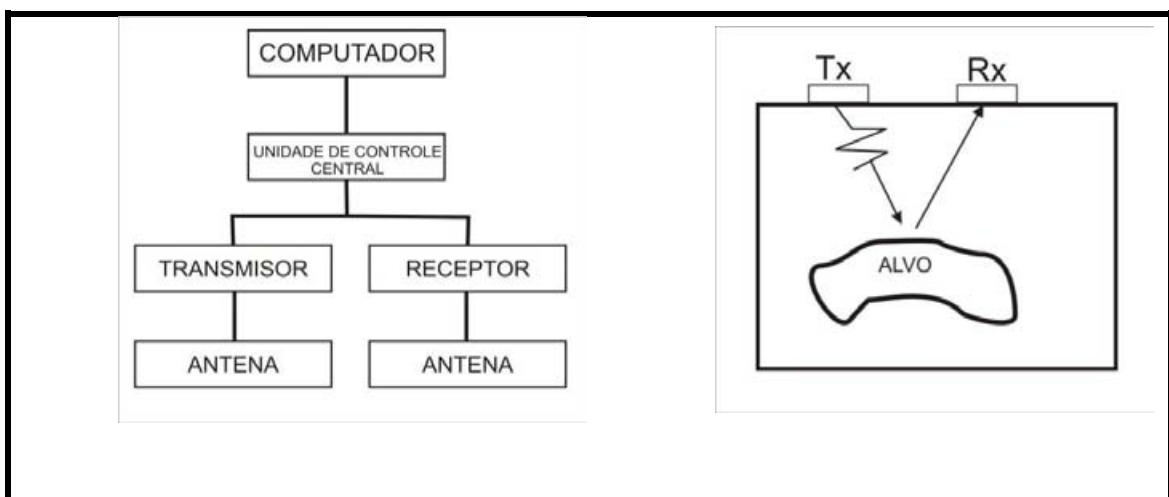 COMPUTADOR
UNIDADE DE CONTROLE
CENTRAL
TRANSMISOR
RECEPTOR
ANTENA
ANTENA
Tx
Rx
ALVO